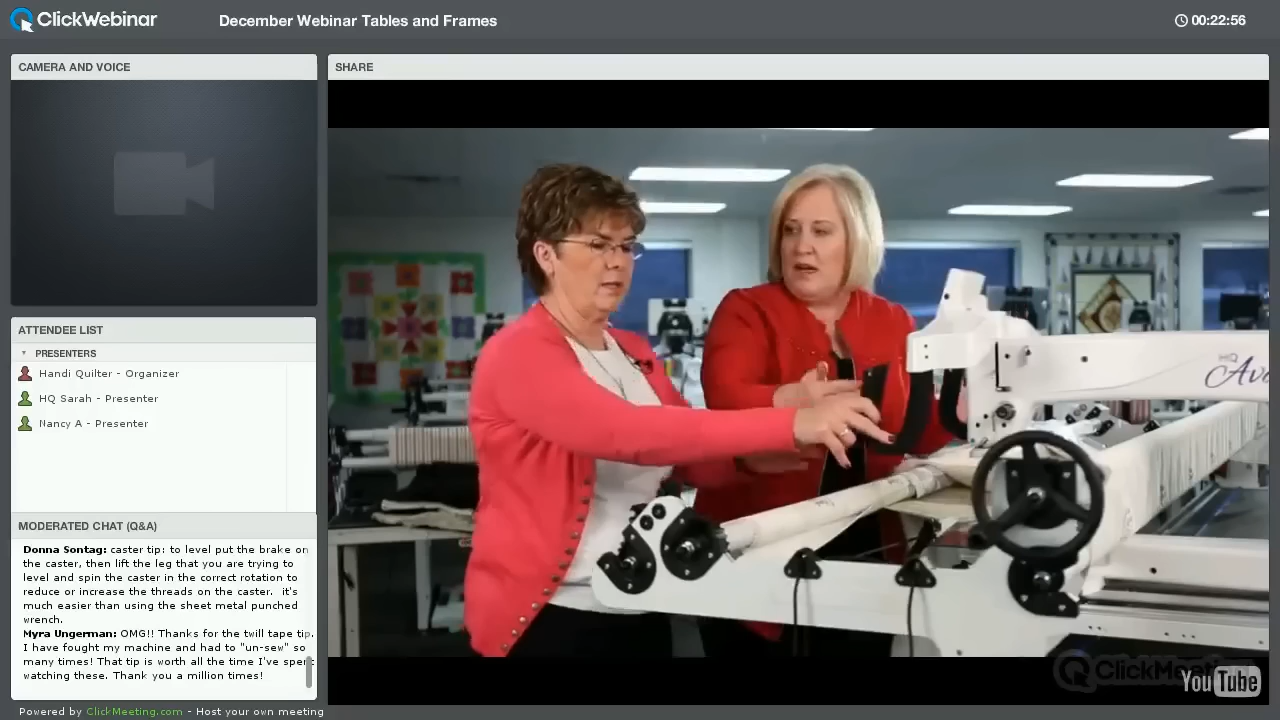 ClickWebinar
December Webinar Tables and Frames
00:22:56
CAMERA AND VOICE
SHARE
ATTENDEE LIST
PRESENTERS
Handi Quilter - Organizer
HQ Sarah - Presenter
Nancy A - Presenter
MODERATED CHAT (Q&A)
Donna Sontag: caster tip: to level put the brake on
the caster, then lift the leg that you are trying to
level and spin the caster in the correct rotation to
reduce or increase the threads on the caster. it's
much easier than using the sheet metal punched
wrench.
Myra Ungerman: OMG!! Thanks for the twill tape tip.
I have fought my machine and had to "un-sew" so
many times! That tip is worth all the time I've spent
watching these. Thank you a million times!
HQ
YouTube
Powered by ClickMeeting.com - Host your own meeting